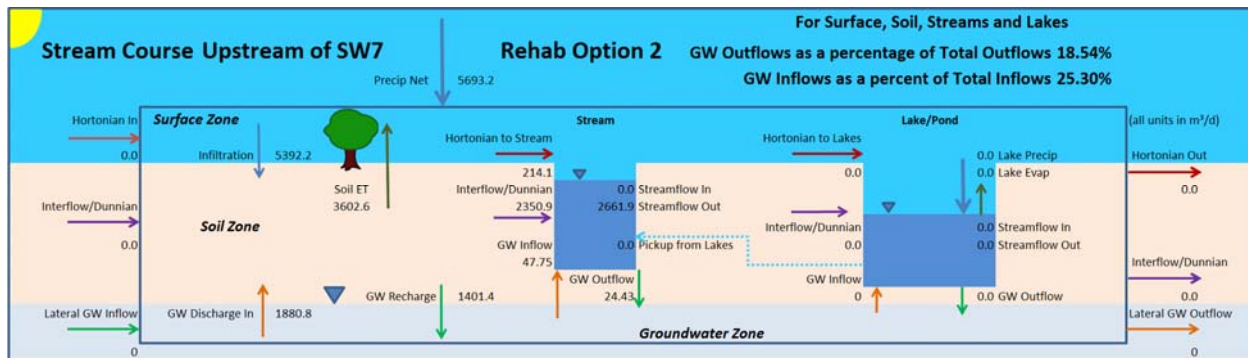 For Surface, Soil, Streams and Lakes
Stream Course Upstream of SW7
Rehab Option 2
GW Outflows as a percentage of Total Outflows 18.54%
GW Inflows as a percent of Total Inflows 25.30%
Precip Net 5693.2
Surface Zone
Stream
Lake/Pond
(all units in m³/d)
Hortonian In
0.0
Infiltration 5392.2
Soil ET
3602.6
Hortonian to Stream
214.1
Interflow/Dunnian
2350.9
0.0 Streamflow In
2661.9 Streamflow Out
GW Inflow
47.75
0.0 Pickup from Lakes
GW Outflow
24.43
Hortonian to Lakes
0.0
0.0 Lake Precip
0.0 Lake Evap
Interflow/Dunnian
0.0
0.0 Streamflow In
0.0 Streamflow Out
GW Inflow
0
0.0 GW Outflow
Hortonian Out
0.0
Interflow/Dunnian
0.0
Soil Zone
Interflow/Dunnian
0.0
GW Recharge 1401.4
Lateral GW Inflow
0
GW Discharge In 1880.8
Groundwater Zone
Lateral GW Outflow
0